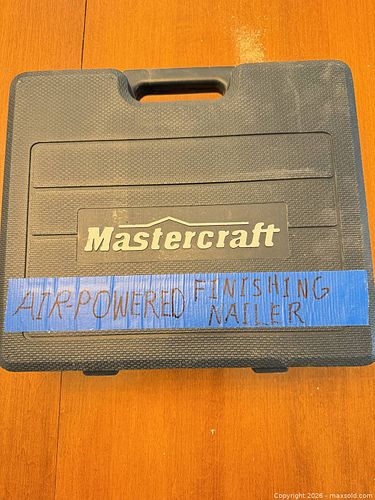 Mastercraft
AIR-POWERED FINISHING
NAILER
Copyright 2026 - maxsold.com